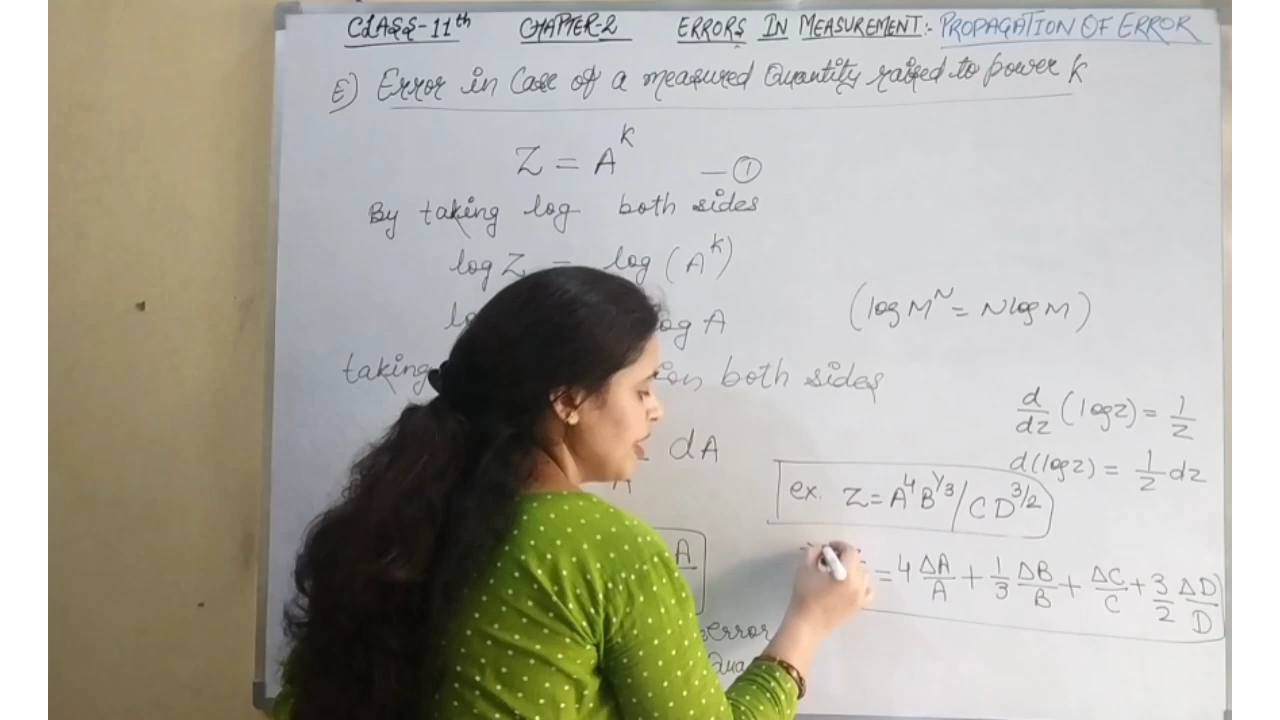 CLASS-11th CHAPTER-2 ERRORS IN MEASUREMENT:- PROPAGATION OF ERROR
E) Error in Case of a measured Quantity raised to power k
Z = A^k —①
By taking log both sides
log Z = log (A^k)
A (log M^N = N log M)
taking both sides
d/dz (log z) = 1/z
dA
d(log z) = 1/z dz
A
ex. Z = A^4 B^1/3 / C D^3/2
A
= 4 ΔA/A + 1/3 ΔB/B + ΔC/C + 3/2 ΔD/D
error